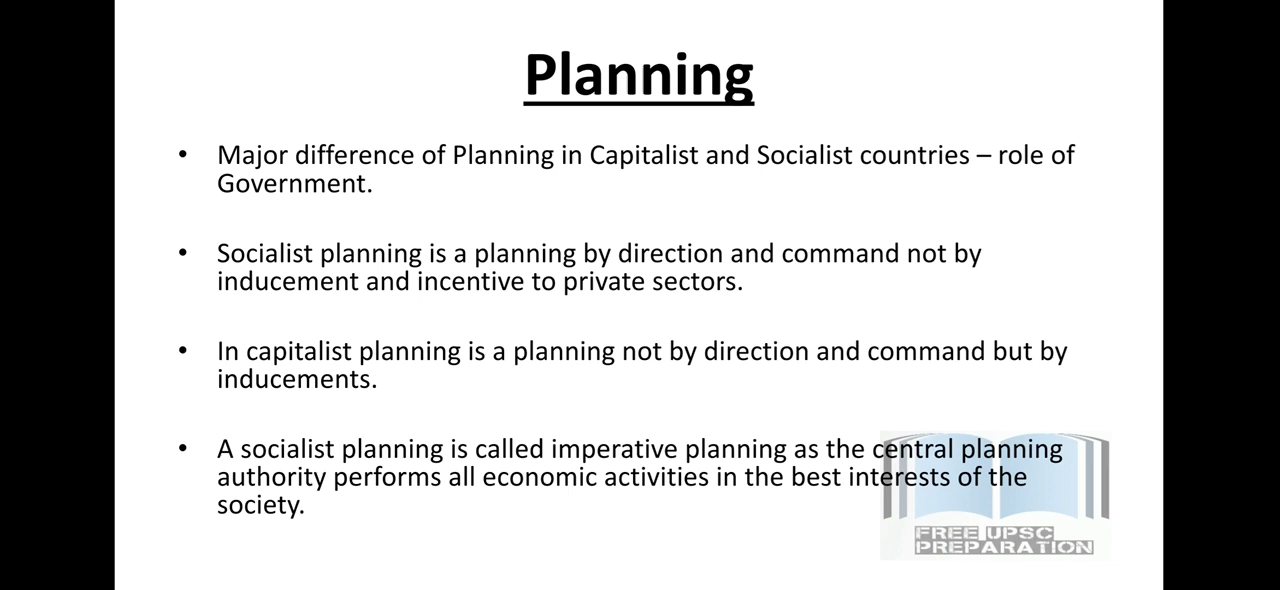 Planning
• Major difference of Planning in Capitalist and Socialist countries – role of
Government.
• Socialist planning is a planning by direction and command not by
inducement and incentive to private sectors.
• In capitalist planning is a planning not by direction and command but by
inducements.
• A socialist planning is called imperative planning as the central planning
authority performs all economic activities in the best interests of the
society.
FREE UPSC
PREPARATION